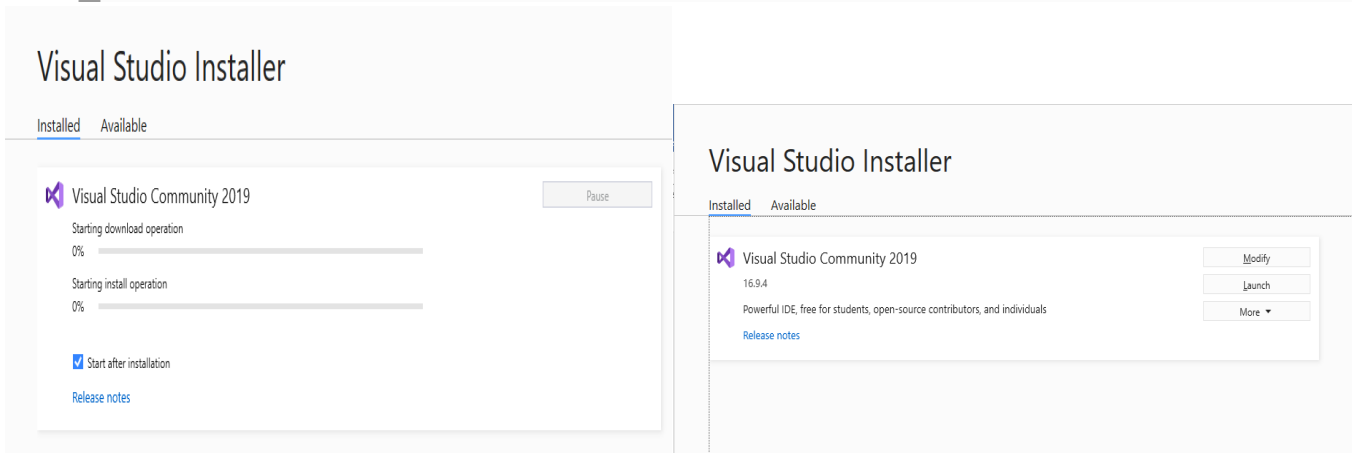 Visual Studio Installer
Installed Available
Visual Studio Community 2019
Pause
Starting download operation
0%
Starting install operation
0%
Start after installation
Release notes
Visual Studio Installer
Installed Available
Visual Studio Community 2019
Modify
16.9.4
Launch
Powerful IDE, free for students, open-source contributors, and individuals
More
Release notes